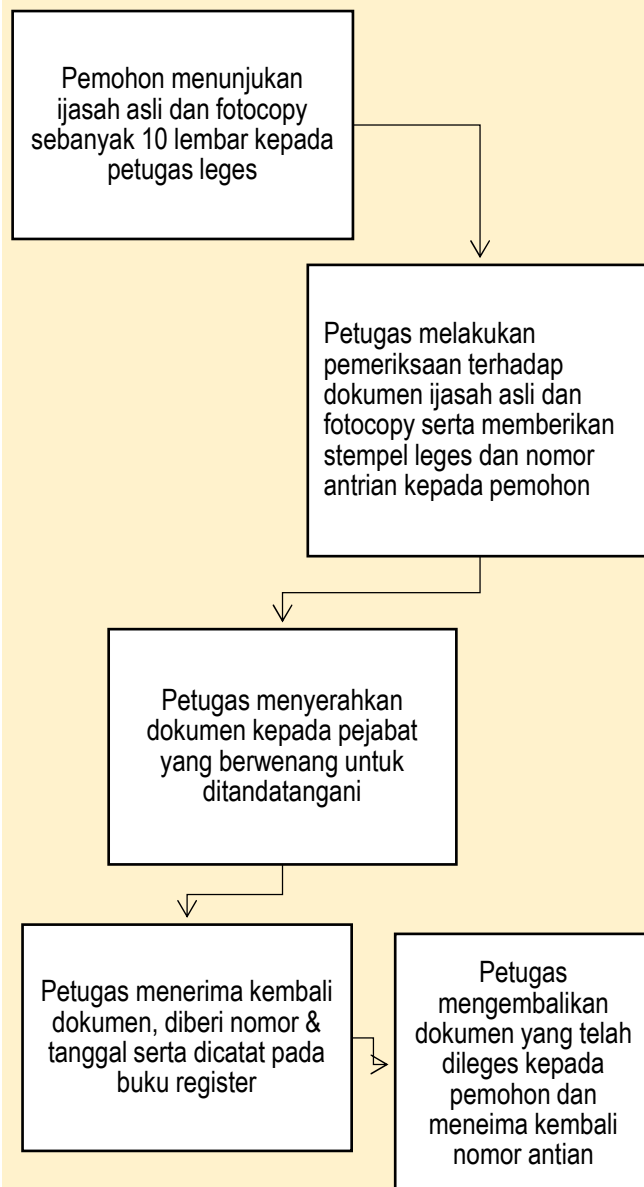 Pemohon menunjukan
ijasah asli dan fotocopy
sebanyak 10 lembar kepada
petugas leges
Petugas melakukan
pemeriksaan terhadap
dokumen ijasah asli dan
fotocopy serta memberikan
stempel leges dan nomor
antrian kepada pemohon
Petugas menyerahkan
dokumen kepada pejabat
yang berwenang untuk
ditandatangani
Petugas menerima kembali
dokumen, diberi nomor &
tanggal serta dicatat pada
buku register
Petugas
mengembalikan
dokumen yang telah
dileges kepada
pemohon dan
meneima kembali
nomor antian